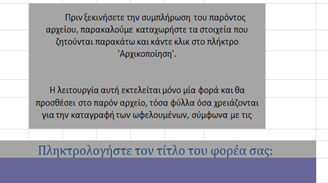 Πριν ξεκινήσετε την συμπλήρωση του παρόντος
αρχείου, παρακαλούμε καταχωρήστε τα στοιχεία που
ζητούνται παρακάτω και κάντε κλικ στο πλήκτρο
'Αρχικοποίηση'.
Η λειτουργία αυτή εκτελείται μόνο μία φορά και θα
προσθέσει στο παρόν αρχείο, τόσα φύλλα όσα χρειάζονται
για την καταγραφή των ωφελουμένων, σύμφωνα με τις
Πληκτρολογήστε τον τίτλο του φορέα σας: